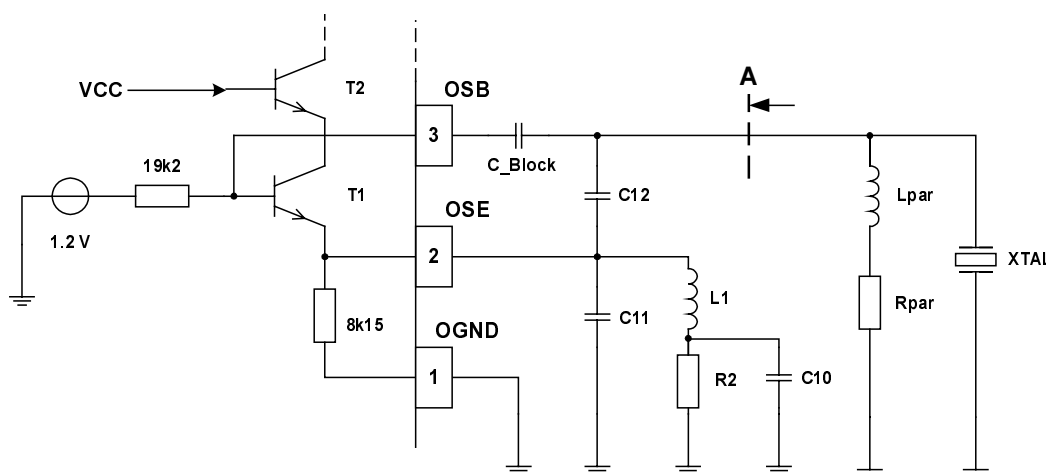 A
VCC
T2
OSB
3
C_Block
19k2
T1
C12
Lpar
1.2 V
OSE
2
XTAL
L1
Rpar
8k15
OGND
C11
1
R2
C10